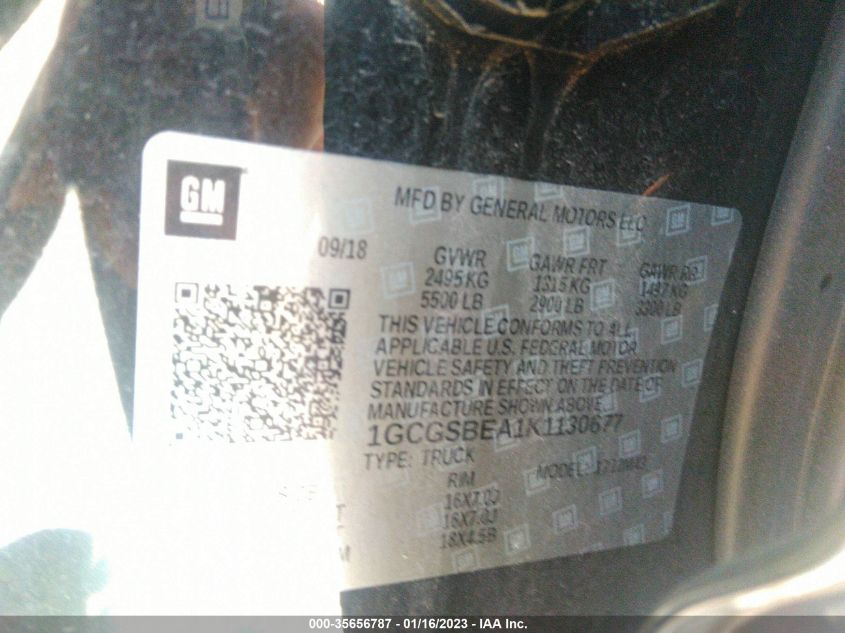 GM
MFD BY GENERAL MOTORS LLC
09/18
GVWR GAWR FRT GAWR RR
2495 KG 1315 KG 1497 KG
5500 LB 2900 LB 3300 LB
THIS VEHICLE CONFORMS TO ALL
APPLICABLE U.S. FEDERAL MOTOR
VEHICLE SAFETY AND THEFT PREVENTION
STANDARDS IN EFFECT ON THE DATE OF
MANUFACTURE SHOWN ABOVE
1GCGSBEA1K1130677
TYPE: TRUCK MODEL:
RIM
16X7.0J
16X7.0J
18X4.5B
000-35656787 - 01/16/2023 - IAA Inc.